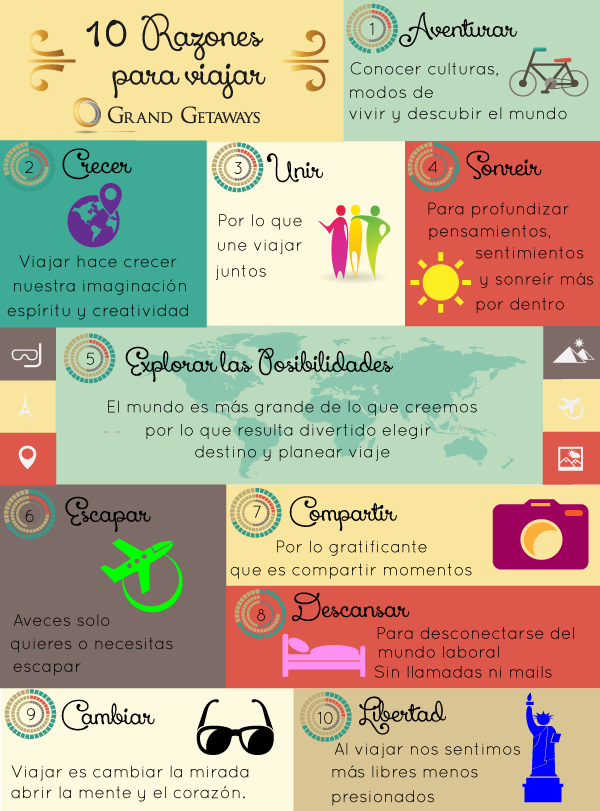 10 Razones
para viajar
GRAND GETAWAYS
1
Aventurar
Conocer culturas,
modos de
vivir y descubrir el mundo
2
Crecer
Viajar hace crecer
nuestra imaginación
espíritu y creatividad
3
Unir
Por lo que
une viajar
juntos
4
Sonreir
Para profundizar
pensamientos,
sentimientos
y sonreír más
por dentro
5
Explorar las Posibilidades
El mundo es más grande de lo que creemos
por lo que resulta divertido elegir
destino y planear viaje
6
Escapar
Aveces solo
quieres o necesitas
escapar
7
Compartir
Por lo gratificante
que es compartir momentos
8
Descansar
Para desconectarse del
mundo laboral
Sin llamadas ni mails
9
Cambiar
Viajar es cambiar la mirada
abrir la mente y el corazón.
10
Libertad
Al viajar nos sentimos
más libres menos
presionados